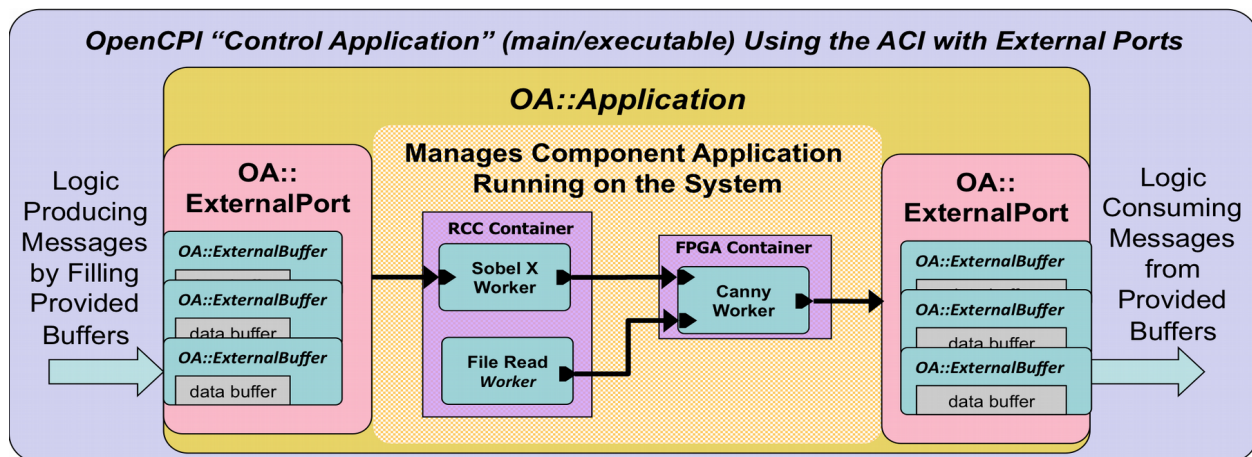 OpenCPI “Control Application” (main/executable) Using the ACI with External Ports
OA::Application
Logic
Producing
Messages
by Filling
Provided
Buffers
OA::
ExternalPort
OA::ExternalBuffer
OA::ExternalBuffer
data buffer
OA::ExternalBuffer
data buffer
Manages Component Application
Running on the System
RCC Container
Sobel X
Worker
File Read
Worker
FPGA Container
Canny
Worker
OA::
ExternalPort
OA::ExternalBuffer
OA::ExternalBuffer
data buffer
OA::ExternalBuffer
data buffer
Logic
Consuming
Messages
from
Provided
Buffers